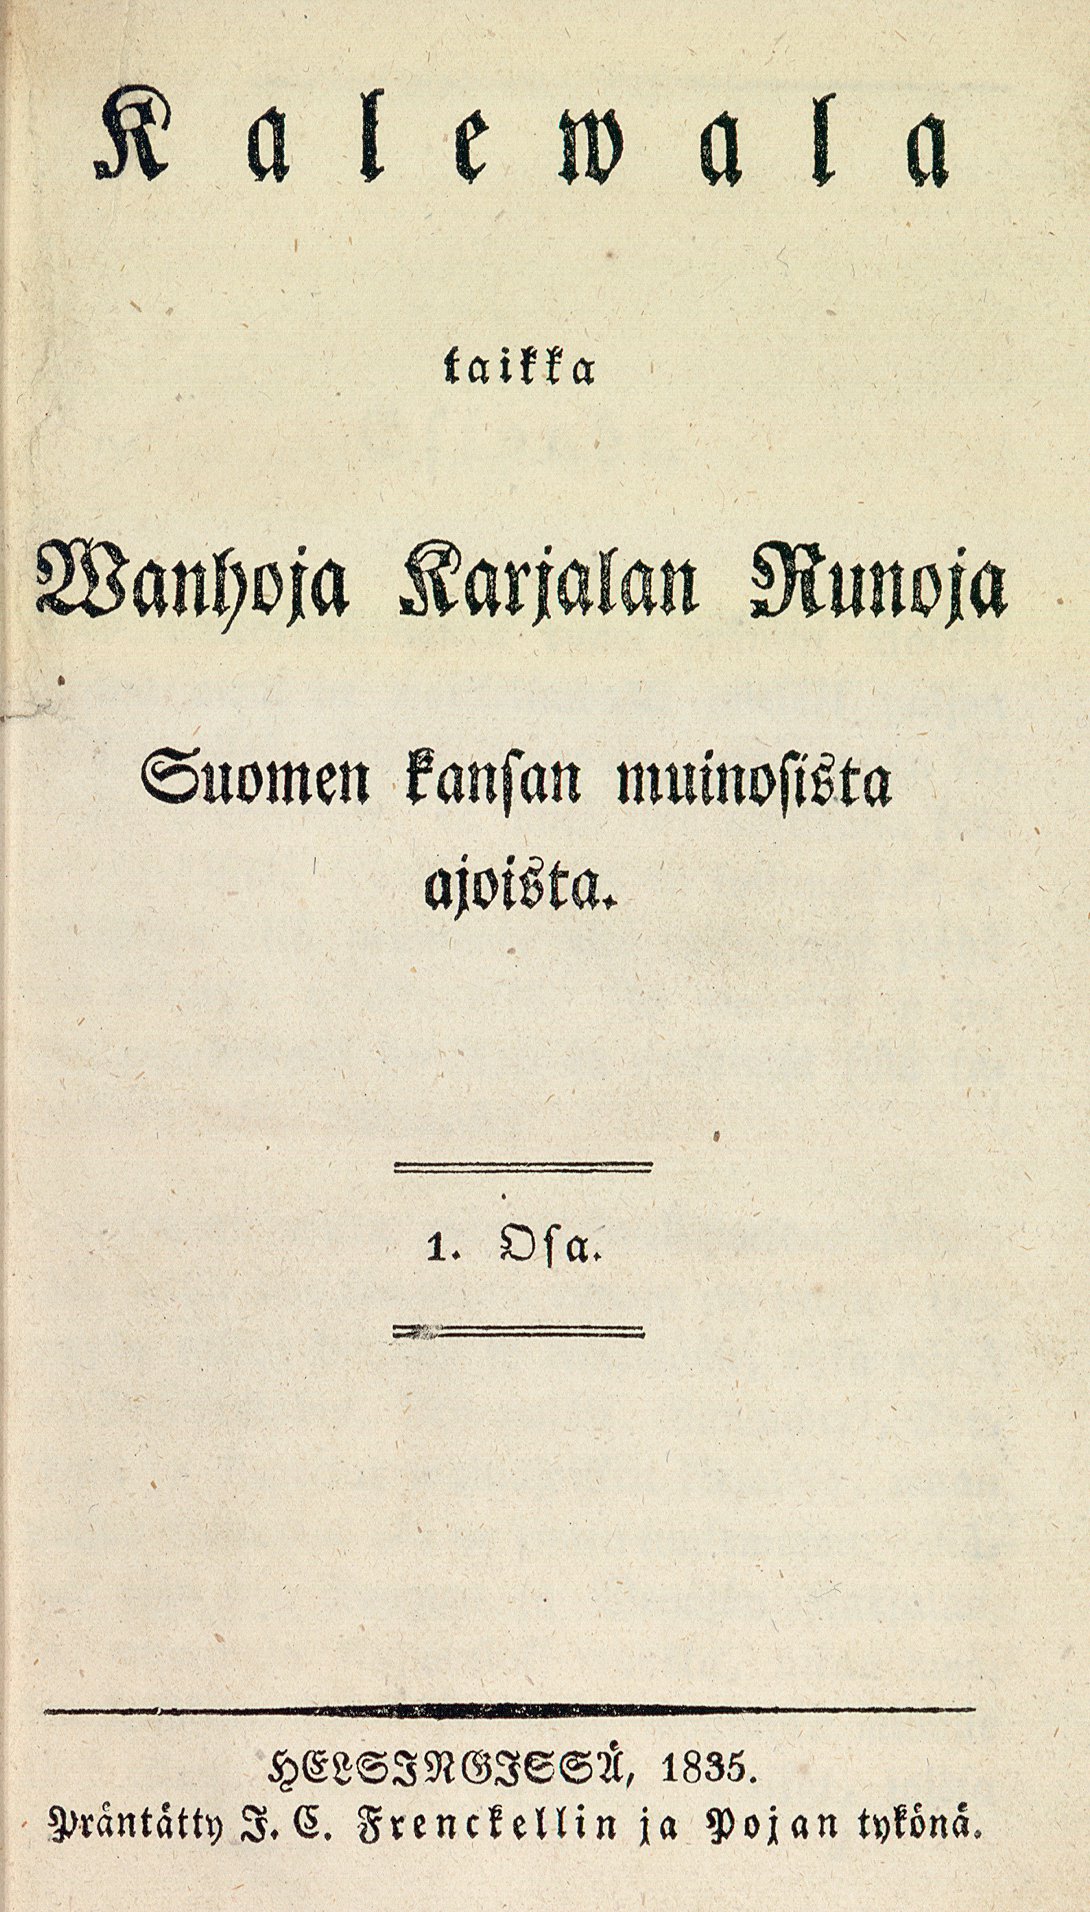 Kalewala
taikka
Wanhoja Karjalan Runoja
Suomen kansan muinosista
ajoista.
1. Osa.
HELSINGISSÄ, 1835.
Präntätty J. C. Frenckellin ja Pojan tykönä.